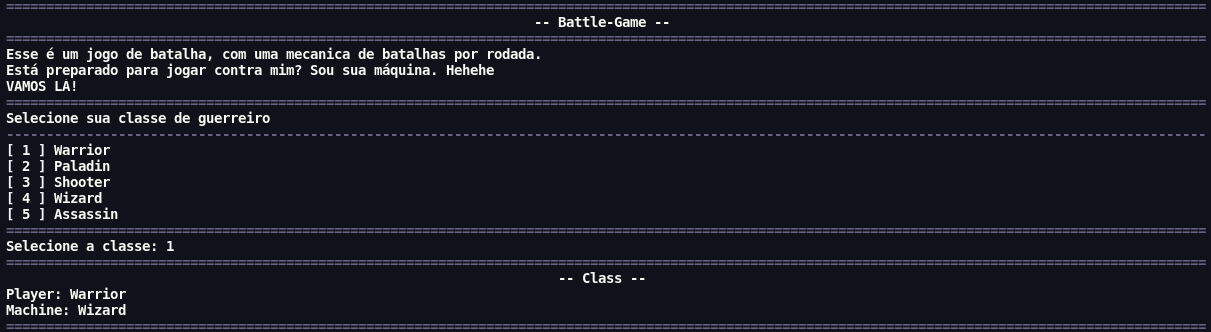 -- Battle-Game --
Esse é um jogo de batalha, com uma mecanica de batalhas por rodada.
Está preparado para jogar contra mim? Sou sua máquina. Hehehe
VAMOS LÁ!
Selecione sua classe de guerreiro
[ 1 ] Warrior
[ 2 ] Paladin
[ 3 ] Shooter
[ 4 ] Wizard
[ 5 ] Assassin
Selecione a classe: 1
-- Class --
Player: Warrior
Machine: Wizard